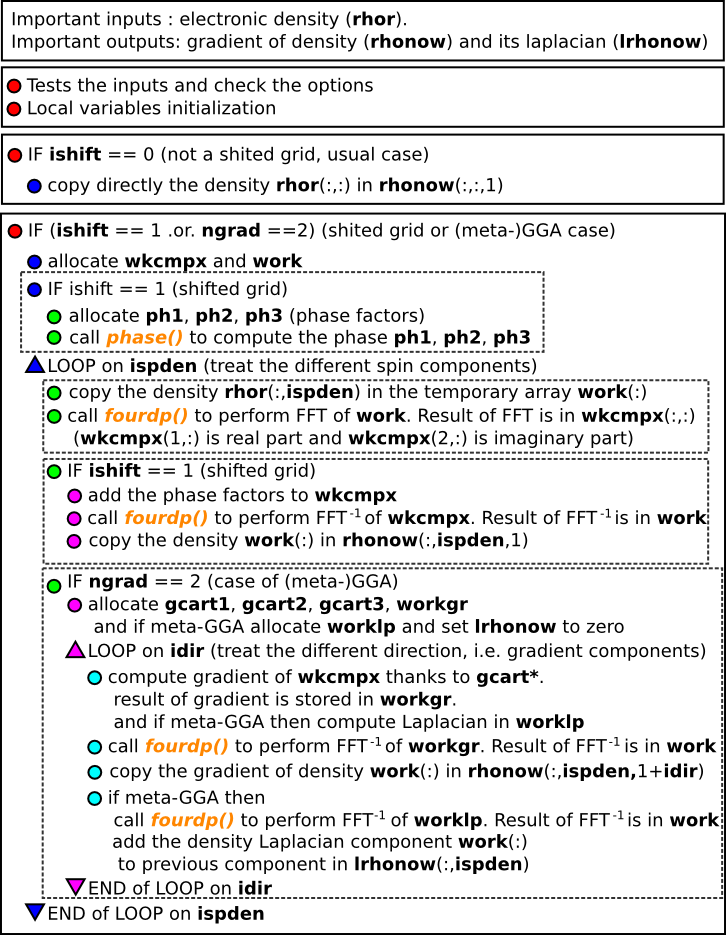 Important inputs : electronic density (rhor).
Important outputs: gradient of density (rhonow) and its laplacian (lrhonow)
Tests the inputs and check the options
Local variables initialization
IF ishift == 0 (not a shited grid, usual case)
copy directly the density rhor(:,:) in rhonow(:,:,1)
IF (ishift == 1 .or. ngrad ==2) (shited grid or (meta-)GGA case)
allocate wkcmpx and work
IF ishift == 1 (shifted grid)
allocate ph1, ph2, ph3 (phase factors)
call phase() to compute the phase ph1, ph2, ph3
LOOP on ispden (treat the different spin components)
copy the density rhor(:,ispden) in the temporary array work(:)
call fourdp() to perform FFT of work. Result of FFT is in wkcmpx(:,:)
(wkcmpx(1,:) is real part and wkcmpx(2,:) is imaginary part)
IF ishift == 1 (shifted grid)
add the phase factors to wkcmpx
call fourdp() to perform FFT-1 of wkcmpx. Result of FFT-1 is in work
copy the density work(:) in rhonow(:,ispden,1)
IF ngrad == 2 (case of (meta-)GGA)
allocate gcart1, gcart2, gcart3, workgr
and if meta-GGA allocate worklp and set lrhonow to zero
LOOP on idir (treat the different direction, i.e. gradient components)
compute gradient of wkcmpx thanks to gcart*.
result of gradient is stored in workgr.
and if meta-GGA then compute Laplacian in worklp
call fourdp() to perform FFT-1 of workgr. Result of FFT-1 is in work
copy the gradient of density work(:) in rhonow(:,ispden,1+idir)
if meta-GGA then
call fourdp() to perform FFT-1 of worklp. Result of FFT-1 is in work
add the density Laplacian component work(:)
to previous component in lrhonow(:,ispden)
END of LOOP on idir
END of LOOP on ispden